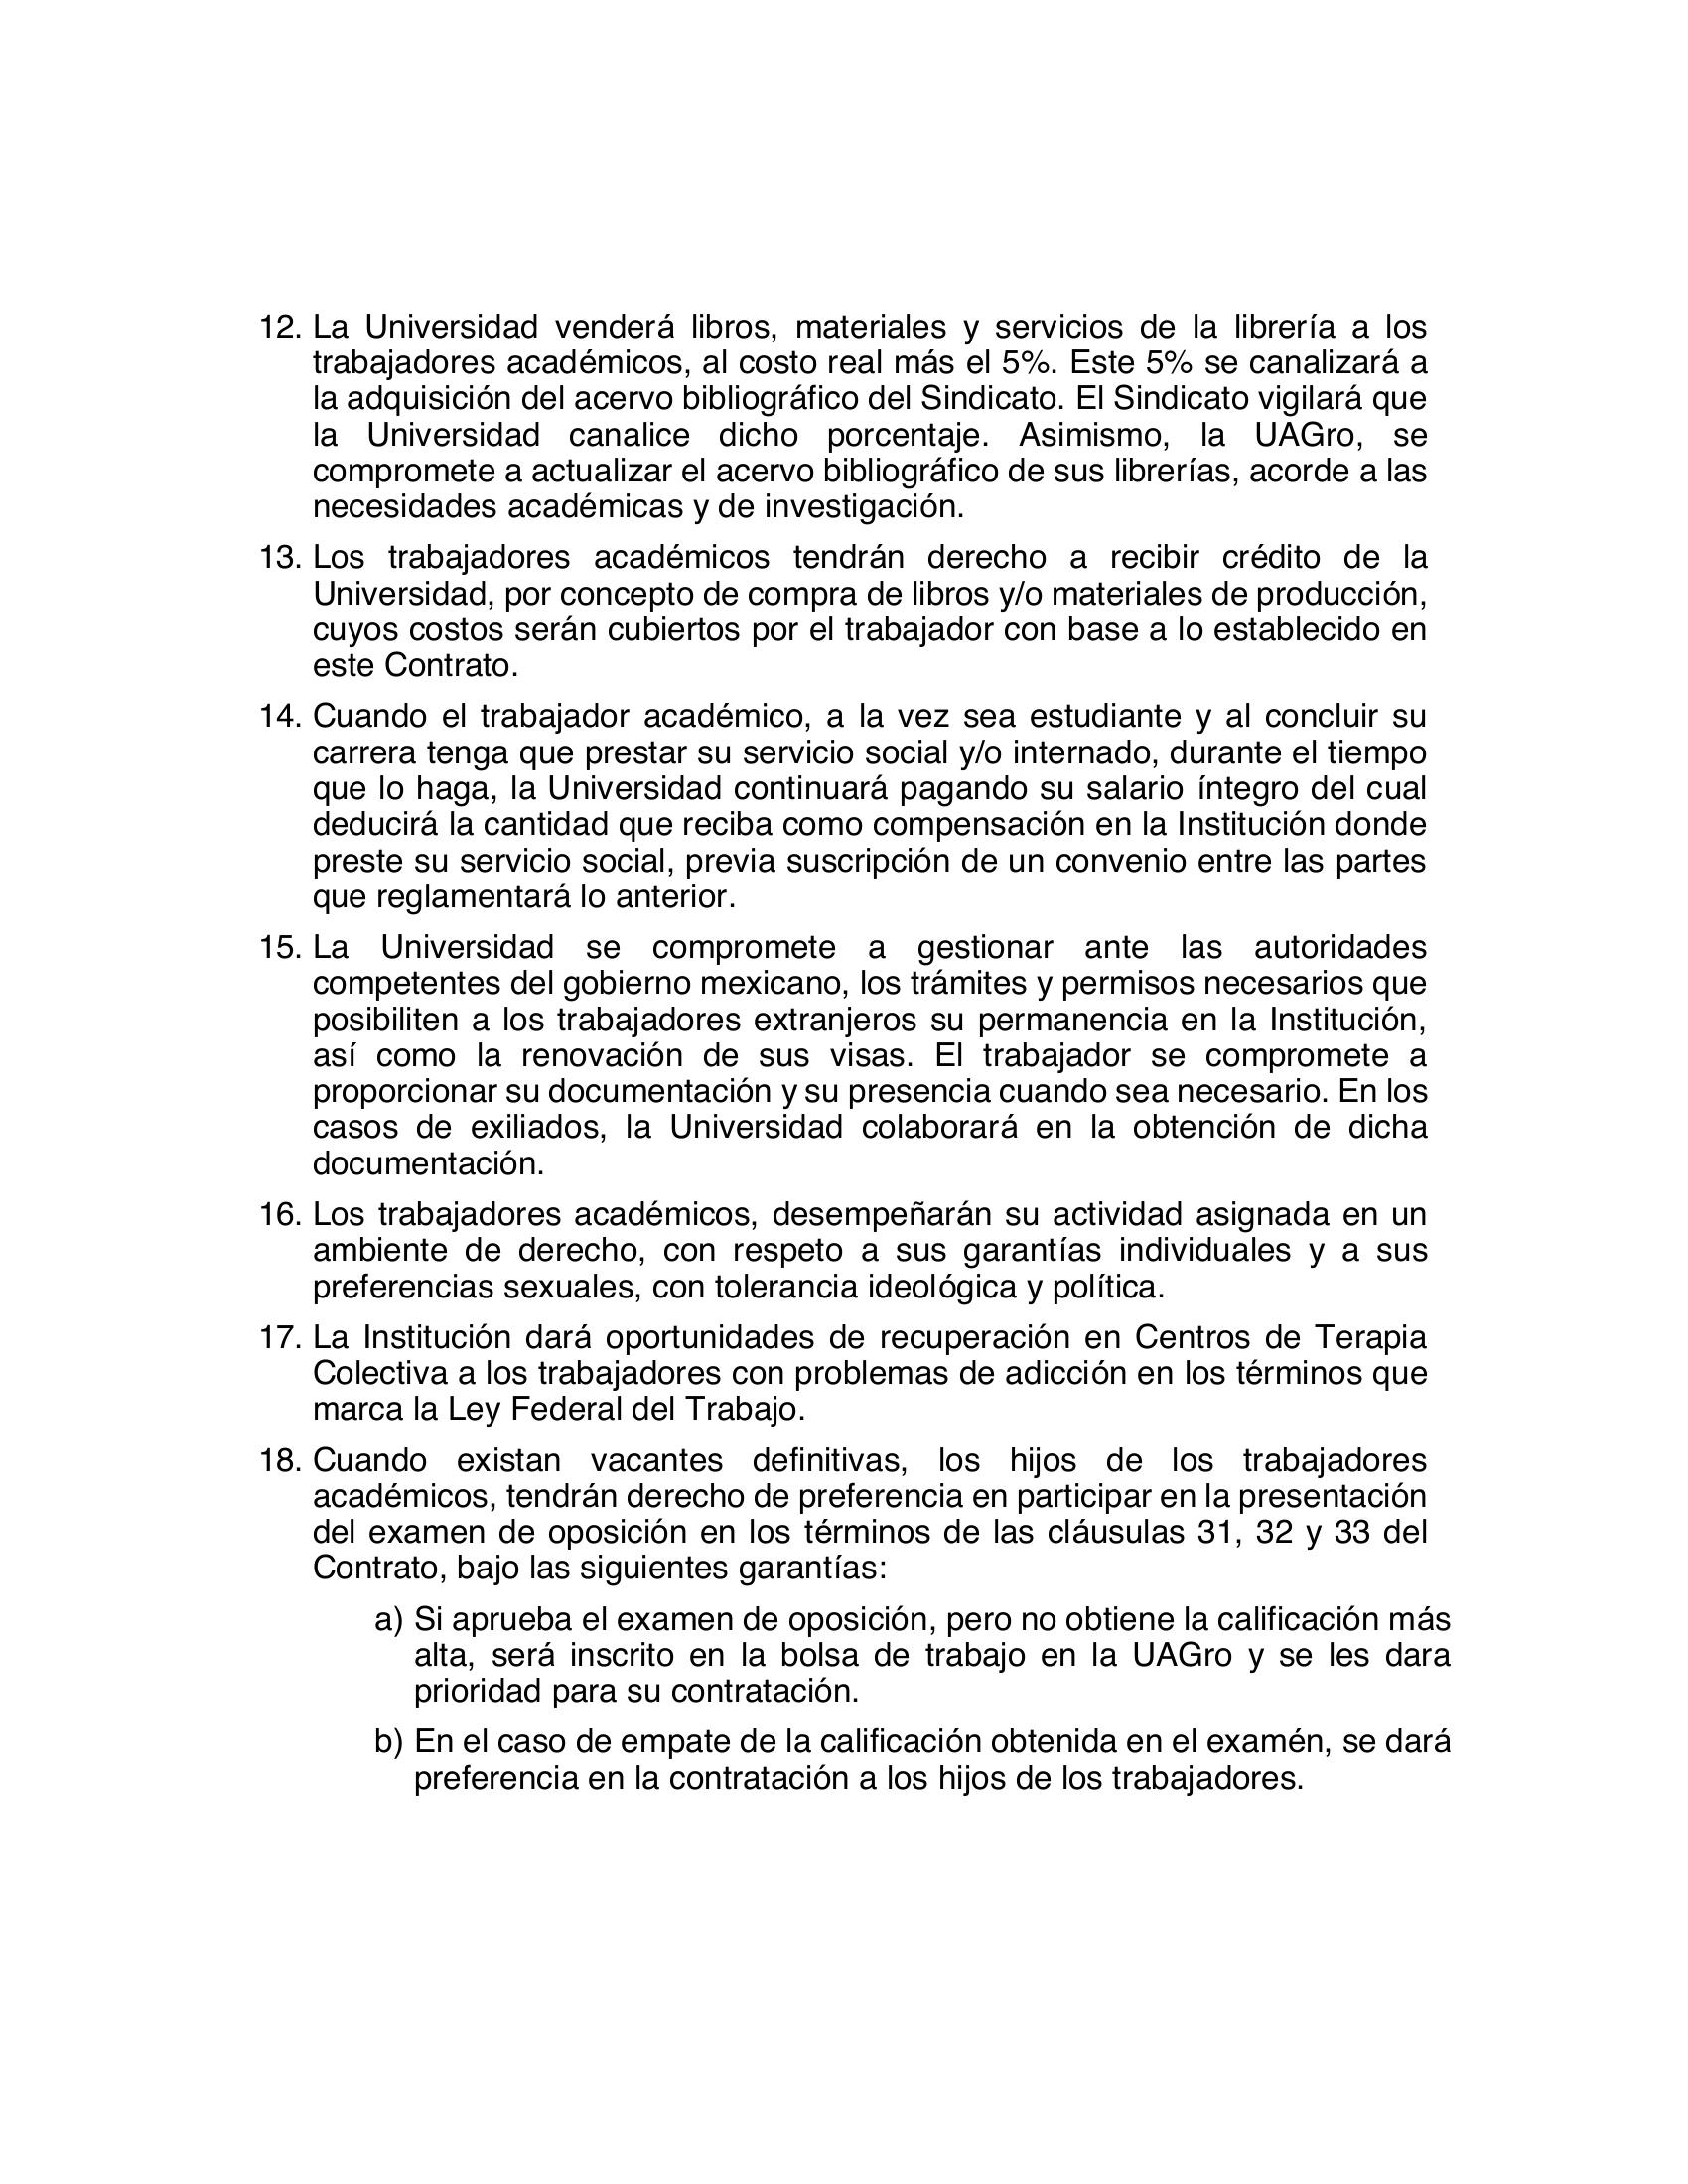 12. La Universidad venderá libros, materiales y servicios de la librería a los
trabajadores académicos, al costo real más el 5%. Este 5% se canalizará a
la adquisición del acervo bibliográfico del Sindicato. El Sindicato vigilará que
la Universidad canalice dicho porcentaje. Asimismo, la UAGro, se
compromete a actualizar el acervo bibliográfico de sus librerías, acorde a las
necesidades académicas y de investigación.
13. Los trabajadores académicos tendrán derecho a recibir crédito de la
Universidad, por concepto de compra de libros y/o materiales de producción,
cuyos costos serán cubiertos por el trabajador con base a lo establecido en
este Contrato.
14. Cuando el trabajador académico, a la vez sea estudiante y al concluir su
carrera tenga que prestar su servicio social y/o internado, durante el tiempo
que lo haga, la Universidad continuará pagando su salario íntegro del cual
deducirá la cantidad que reciba como compensación en la Institución donde
preste su servicio social, previa suscripción de un convenio entre las partes
que reglamentará lo anterior.
15. La Universidad se compromete a gestionar ante las autoridades
competentes del gobierno mexicano, los trámites y permisos necesarios que
posibiliten a los trabajadores extranjeros su permanencia en la Institución,
así como la renovación de sus visas. El trabajador se compromete a
proporcionar su documentación y su presencia cuando sea necesario. En los
casos de exiliados, la Universidad colaborará en la obtención de dicha
documentación.
16. Los trabajadores académicos, desempeñarán su actividad asignada en un
ambiente de derecho, con respeto a sus garantías individuales y a sus
preferencias sexuales, con tolerancia ideológica y política.
17. La Institución dará oportunidades de recuperación en Centros de Terapia
Colectiva a los trabajadores con problemas de adicción en los términos que
marca la Ley Federal del Trabajo.
18. Cuando existan vacantes definitivas, los hijos de los trabajadores
académicos, tendrán derecho de preferencia en participar en la presentación
del examen de oposición en los términos de las cláusulas 31, 32 y 33 del
Contrato, bajo las siguientes garantías:
a) Si aprueba el examen de oposición, pero no obtiene la calificación más
alta, será inscrito en la bolsa de trabajo en la UAGro y se les dara
prioridad para su contratación.
b) En el caso de empate de la calificación obtenida en el examén, se dará
preferencia en la contratación a los hijos de los trabajadores.